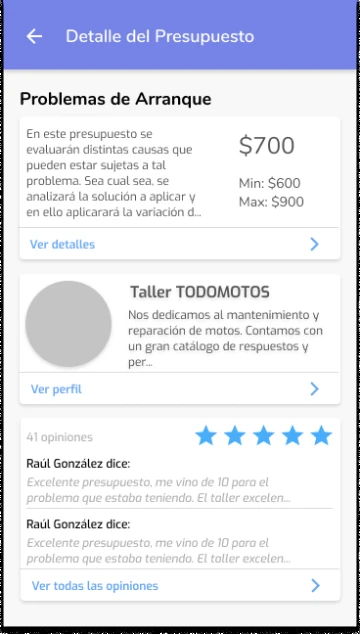 Detalle del Presupuesto
Problemas de Arranque
En este presupuesto se
evaluarán distintas causas que
pueden estar sujetas a tal
problema. Sea cual sea, se
analizará la solución a aplicar y
en ello aplicarará la variación d...
$700
Min: $600
Max: $900
Ver detalles
Taller TODOMOTOS
Nos dedicamos al mantenimiento y
reparación de motos. Contamos con
un gran catálogo de respuestos y
per...
Ver perfil
41 opiniones
Raúl González dice:
Excelente presupuesto, me vino de 10 para el
problema que estaba teniendo. El taller excelen...
Raúl González dice:
Excelente presupuesto, me vino de 10 para el
problema que estaba teniendo. El taller excelen...
Ver todas las opiniones